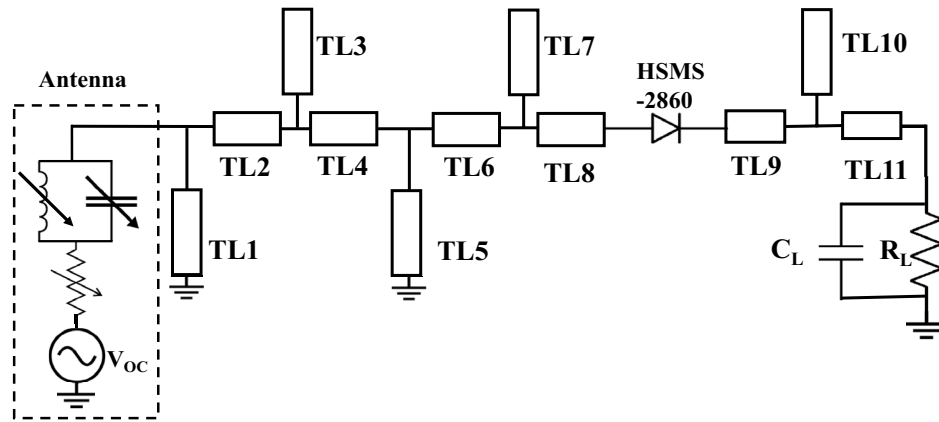 TL3
TL7
TL10
Antenna
HSMS
-2860
TL2
TL4
TL6
TL8
TL9
TL11
TL1
TL5
C_L
R_L
V_OC